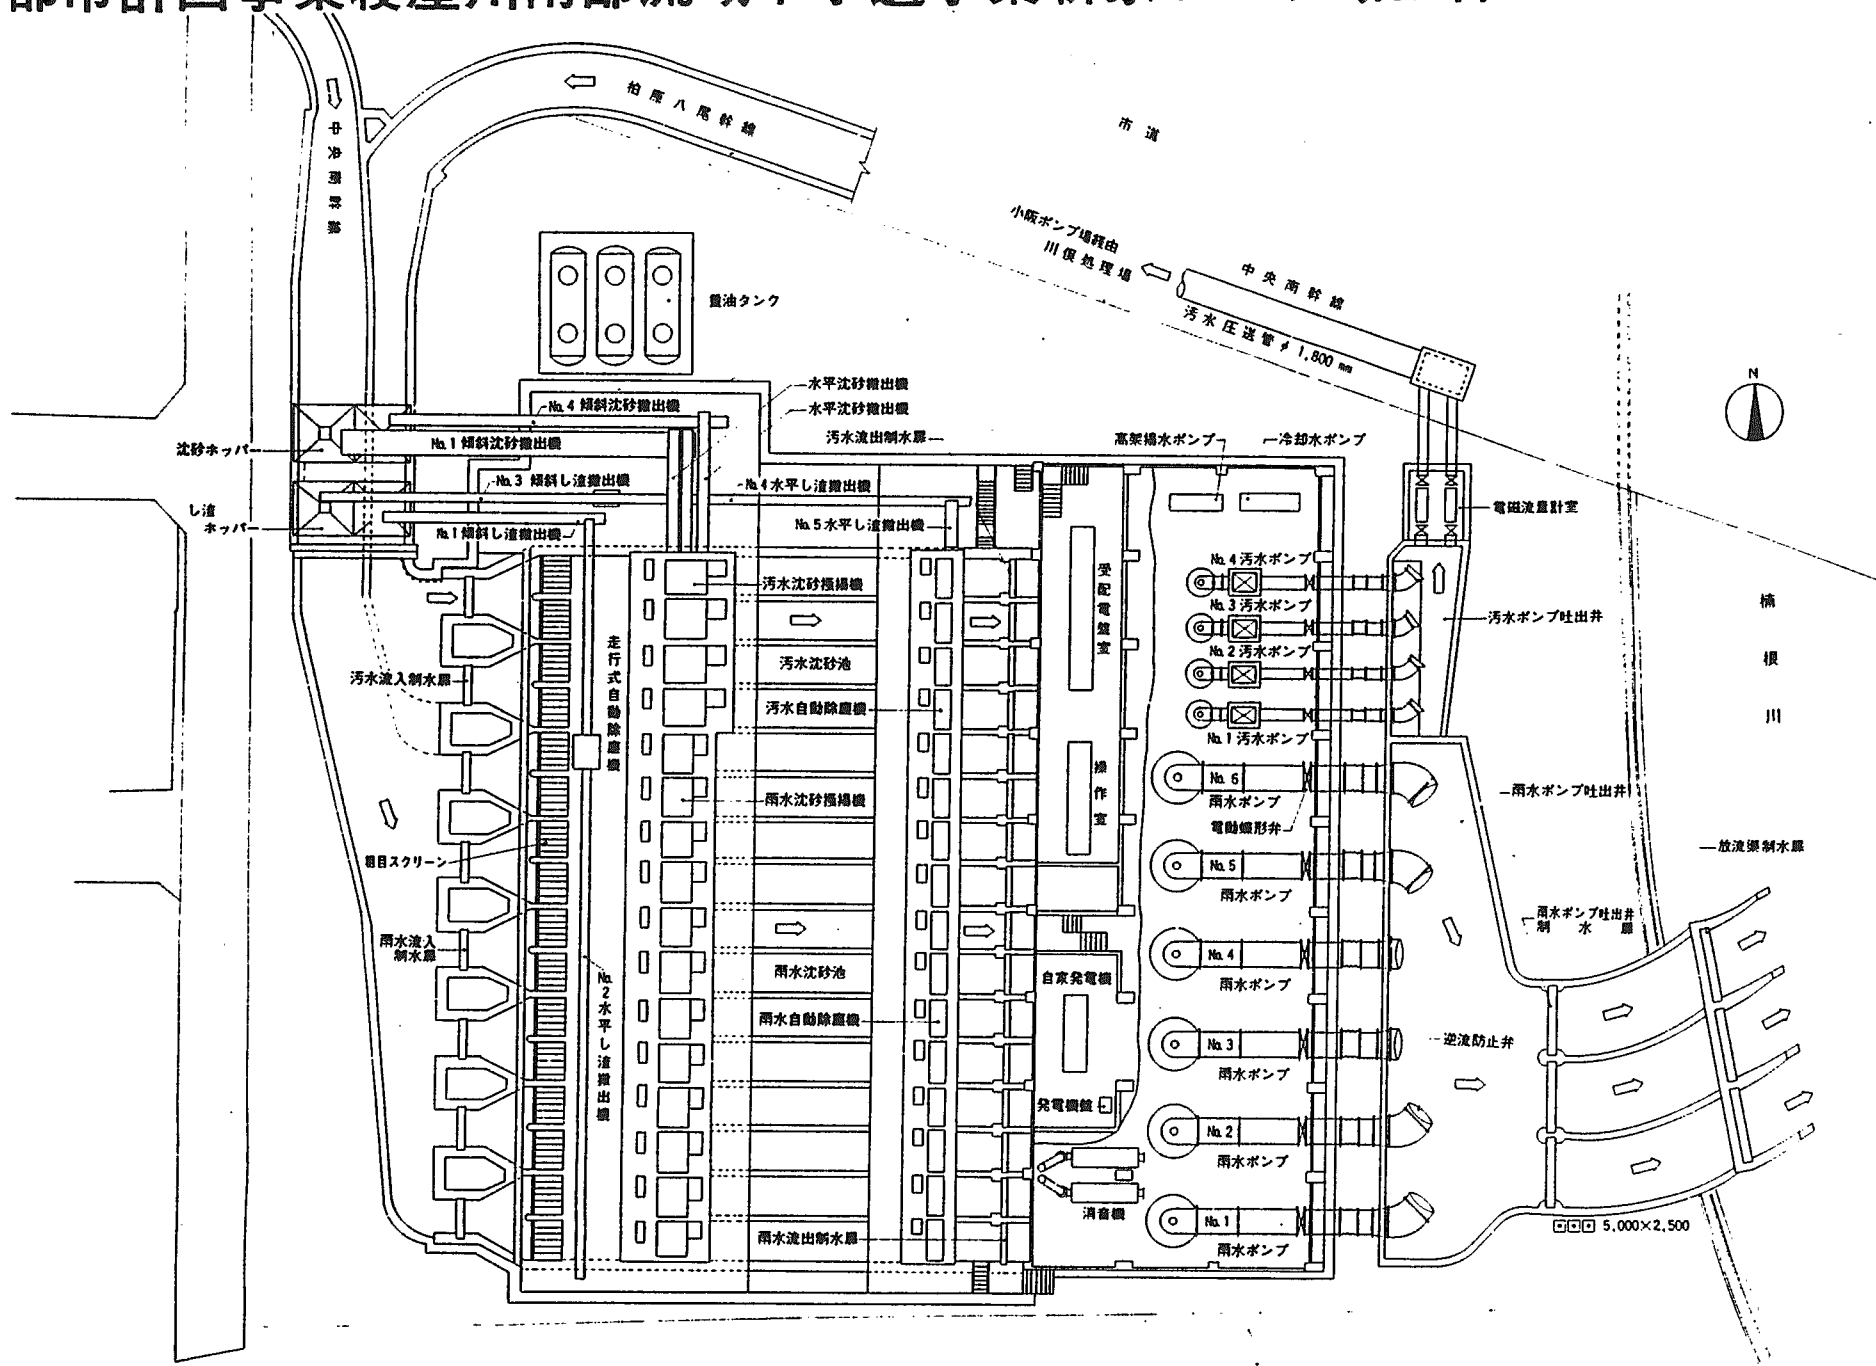 柏原八尾幹線
市道
中央南幹線
小阪ポンプ場経由
川俣処理場
中央南幹線
汚水圧送管φ1,800mm
重油タンク
N
水平沈砂搬出機
水平沈砂搬出機
No.4 傾斜沈砂搬出機
No.1 傾斜沈砂搬出機
汚水流出制水扉
高架揚水ポンプ
冷却水ポンプ
沈砂ホッパー
No.3 傾斜し渣搬出機
No.4水平し渣搬出機
し渣
ホッパー
No.1傾斜し渣搬出機
No.5水平し渣搬出機
電磁流量計室
汚水沈砂掻揚機
受配電盤室
No.4汚水ポンプ
No.3汚水ポンプ
No.2汚水ポンプ
No.1汚水ポンプ
汚水ポンプ吐出井
楠根川
走行式自動除塵機
汚水沈砂池
汚水流入制水扉
汚水自動除塵機
操作室
雨水沈砂掻揚機
No.6
雨水ポンプ
電動蝶形弁
雨水ポンプ吐出井
粗目スクリーン
放流渠制水扉
No.5
雨水ポンプ
雨水ポンプ吐出井
制水扉
雨水流入
制水扉
No.4
雨水ポンプ
雨水沈砂池
自家発電機
No.2水平し渣搬出機
雨水自動除塵機
No.3
雨水ポンプ
逆流防止弁
発電機盤
No.2
雨水ポンプ
消音機
No.1
雨水ポンプ
雨水流出制水扉
5,000×2,500